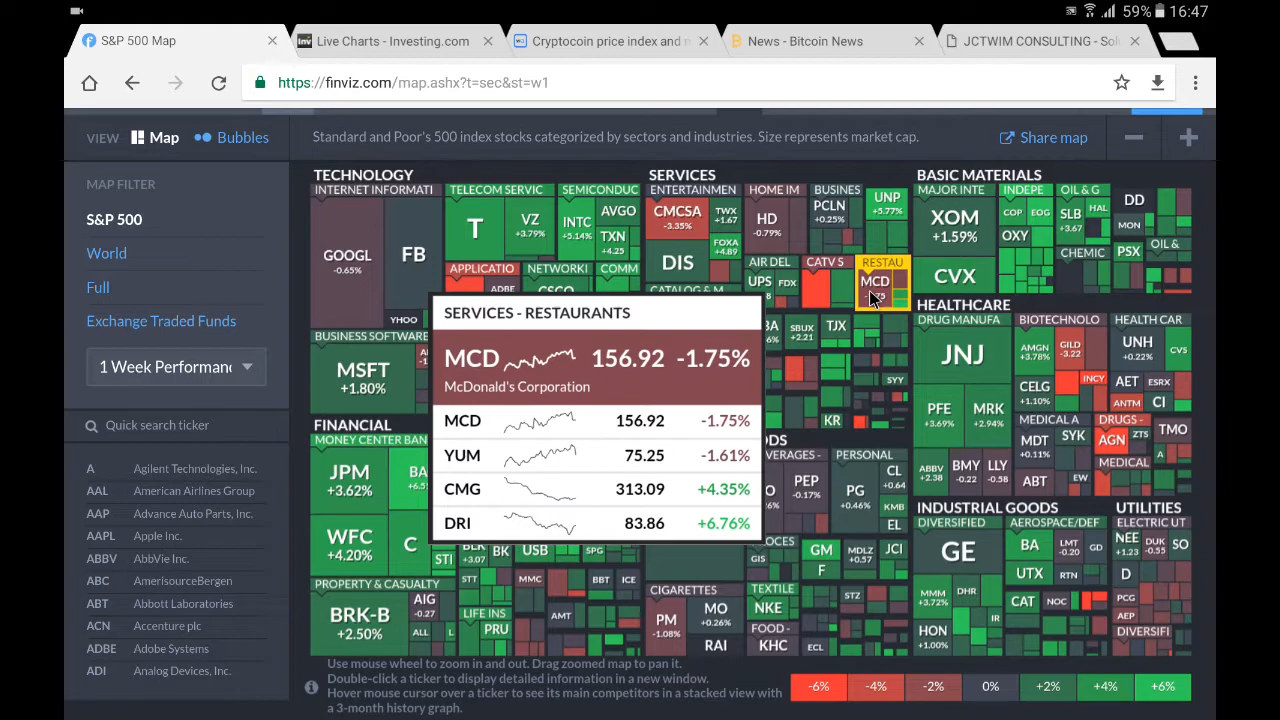 59% 16:47
S&P 500 Map
Live Charts - Investing.com
Cryptocoin price index and m
News - Bitcoin News
JCTWIM CONSULTING - Sol
https://finviz.com/map.ashx?t=sec&st=w1
VIEW Map Bubbles
Standard and Poor's 500 index stocks categorized by sectors and industries. Size represents market cap.
Share map
MAP FILTER
S&P 500
World
Full
Exchange Traded Funds
1 Week Performanc
Quick search ticker
A Agilent Technologies, Inc.
AAL American Airlines Group
AAP Advance Auto Parts, Inc.
AAPL Apple Inc.
ABBV AbbVie Inc.
ABC AmerisourceBergen
ABT Abbott Laboratories
ACN Accenture plc
ADBE Adobe Systems
ADI Analog Devices, Inc.
TECHNOLOGY
INTERNET INFORMATI
GOOGL
-0.65%
FB
YHOO
TELECOM SERVIC
T
VZ
+3.79%
SEMICONDUC
INTC
+5.14%
AVGO
TXN
+4.25
APPLICATIO
ADBE
NETWORKI
CSCO
COMM
BUSINESS SOFTWARE
MSFT
+1.80%
SERVICES
ENTERTAINMEN
CMCSA
-3.35%
TWX
+1.67
DIS
FOXA
+4.89
CATALOG & M
HOME IM
HD
-0.79%
BUSINES
PCLN
+0.25%
UNP
+5.77%
AIR DEL
UPS
FDX
CATV S
RESTAU
MCD
SBUX
+2.21
TJX
SYY
KR
SERVICES - RESTAURANTS
MCD 156.92 -1.75%
McDonald's Corporation
MCD 156.92 -1.75%
YUM 75.25 -1.61%
CMG 313.09 +4.35%
DRI 83.86 +6.76%
BASIC MATERIALS
MAJOR INTE
XOM
+1.59%
CVX
INDEPE
COP
EOG
OXY
OIL & G
SLB
+3.67
HAL
CHEMIC
DD
MON
PSX
OIL &
HEALTHCARE
DRUG MANUFA
JNJ
PFE
+3.69%
MRK
+2.94%
ABBV
+2.38
BMY
-0.22
LLY
-0.58
BIOTECHNOLO
AMGN
+3.78%
GILD
-3.22
CELG
+1.10%
INCY
HEALTH CAR
UNH
+0.22%
CVS
AET
ESRX
ANTM
CI
MEDICAL A
MDT
+0.11%
SYK
ABT
EW
DRUGS -
AGN
ZTS
TMO
A
MEDICAL
FINANCIAL
MONEY CENTER BAN
JPM
+3.62%
BA
+6.5
WFC
+4.20%
C
STI
BLK
+3.07
BK
USB
SPG
PROPERTY & CASUALTY
BRK-B
+2.50%
AIG
-0.27
ALL
L
STT
MMC
BBT
ICE
LIFE INS
PRU
AMT
ODS
EVERAGES -
PEP
-0.17%
PERSONAL
PG
+0.46%
CL
+0.64
KMB
EL
OCES
GIS
GM
F
MDLZ
+0.57
JCI
CIGARETTES
PM
-1.08%
MO
+0.26%
RAI
TEXTILE
NKE
STZ
FOOD -
KHC
ECL
INDUSTRIAL GOODS
DIVERSIFIED
GE
MMM
+3.72%
DHR
HON
+1.00%
IR
AEROSPACE/DEF
BA
LMT
-0.20
GD
UTX
RTN
CAT
NOC
UTILITIES
ELECTRIC UT
NEE
+1.23
DUK
-0.55
SO
D
PCG
AEP
DIVERSIFI
Use mouse wheel to zoom in and out. Drag zoomed map to pan it.
Double-click a ticker to display detailed information in a new window.
Hover mouse cursor over a ticker to see its main competitors in a stacked view with
a 3-month history graph.
-6% -4% -2% 0% +2% +4% +6%